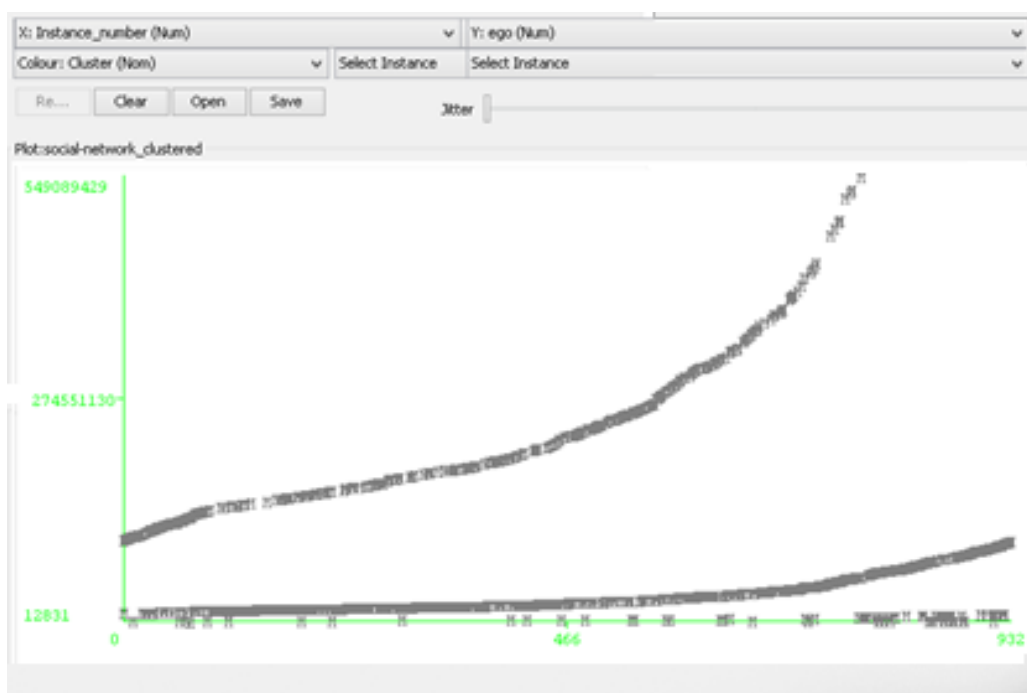 X: Instance_number (Num) Y: ego (Num)
Colour: Cluster (Nom) Select Instance Select Instance
Re... Clear Open Save Jitter
Plot:social-network_clustered
549089429
274551130
12831
0 466 932